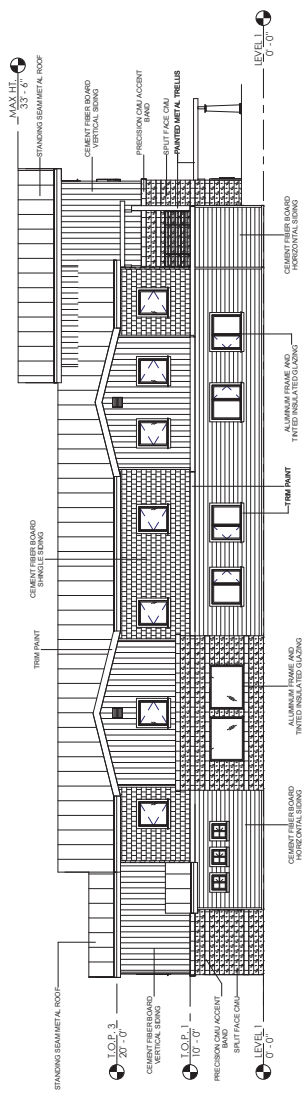 STANDING SEAM METAL ROOF
T.O.P. 3
20' - 0"
CEMENT FIBER BOARD
VERTICAL SIDING
T.O.P. 1
10' - 0"
PRECISION CMU ACCENT
BAND
SPLIT FACE CMU
LEVEL 1
0' - 0"
TRIM PAINT
CEMENT FIBER BOARD
SHINGLE SIDING
CEMENT FIBER BOARD
HORIZONTAL SIDING
ALUMINUM FRAME AND
TINTED INSULATED GLAZING
TRIM PAINT
ALUMINUM FRAME AND
TINTED INSULATED GLAZING
CEMENT FIBER BOARD
HORIZONTAL SIDING
MAX. HT.
33' - 6"
STANDING SEAM METAL ROOF
CEMENT FIBER BOARD
VERTICAL SIDING
PRECISION CMU ACCENT
BAND
SPLIT FACE CMU
PAINTED METAL TRELLIS
LEVEL 1
0' - 0"